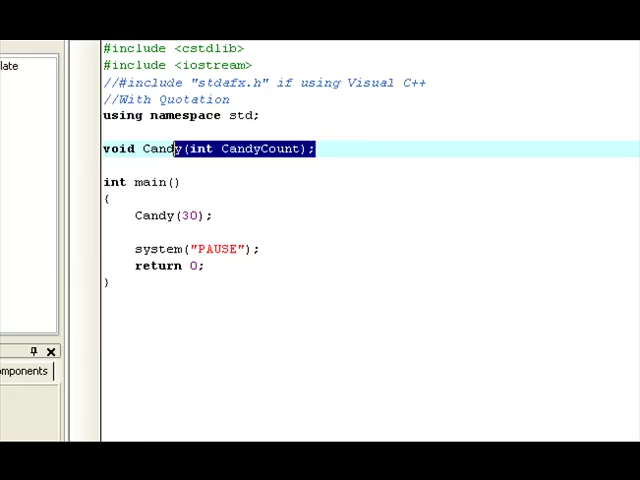 #include <cstdlib>
#include <iostream>
//#include "stdafx.h" if using Visual C++
//With Quotation
using namespace std;
void Candy(int CandyCount);
int main()
{
Candy(30);
system("PAUSE");
return 0;
}
late
omponents